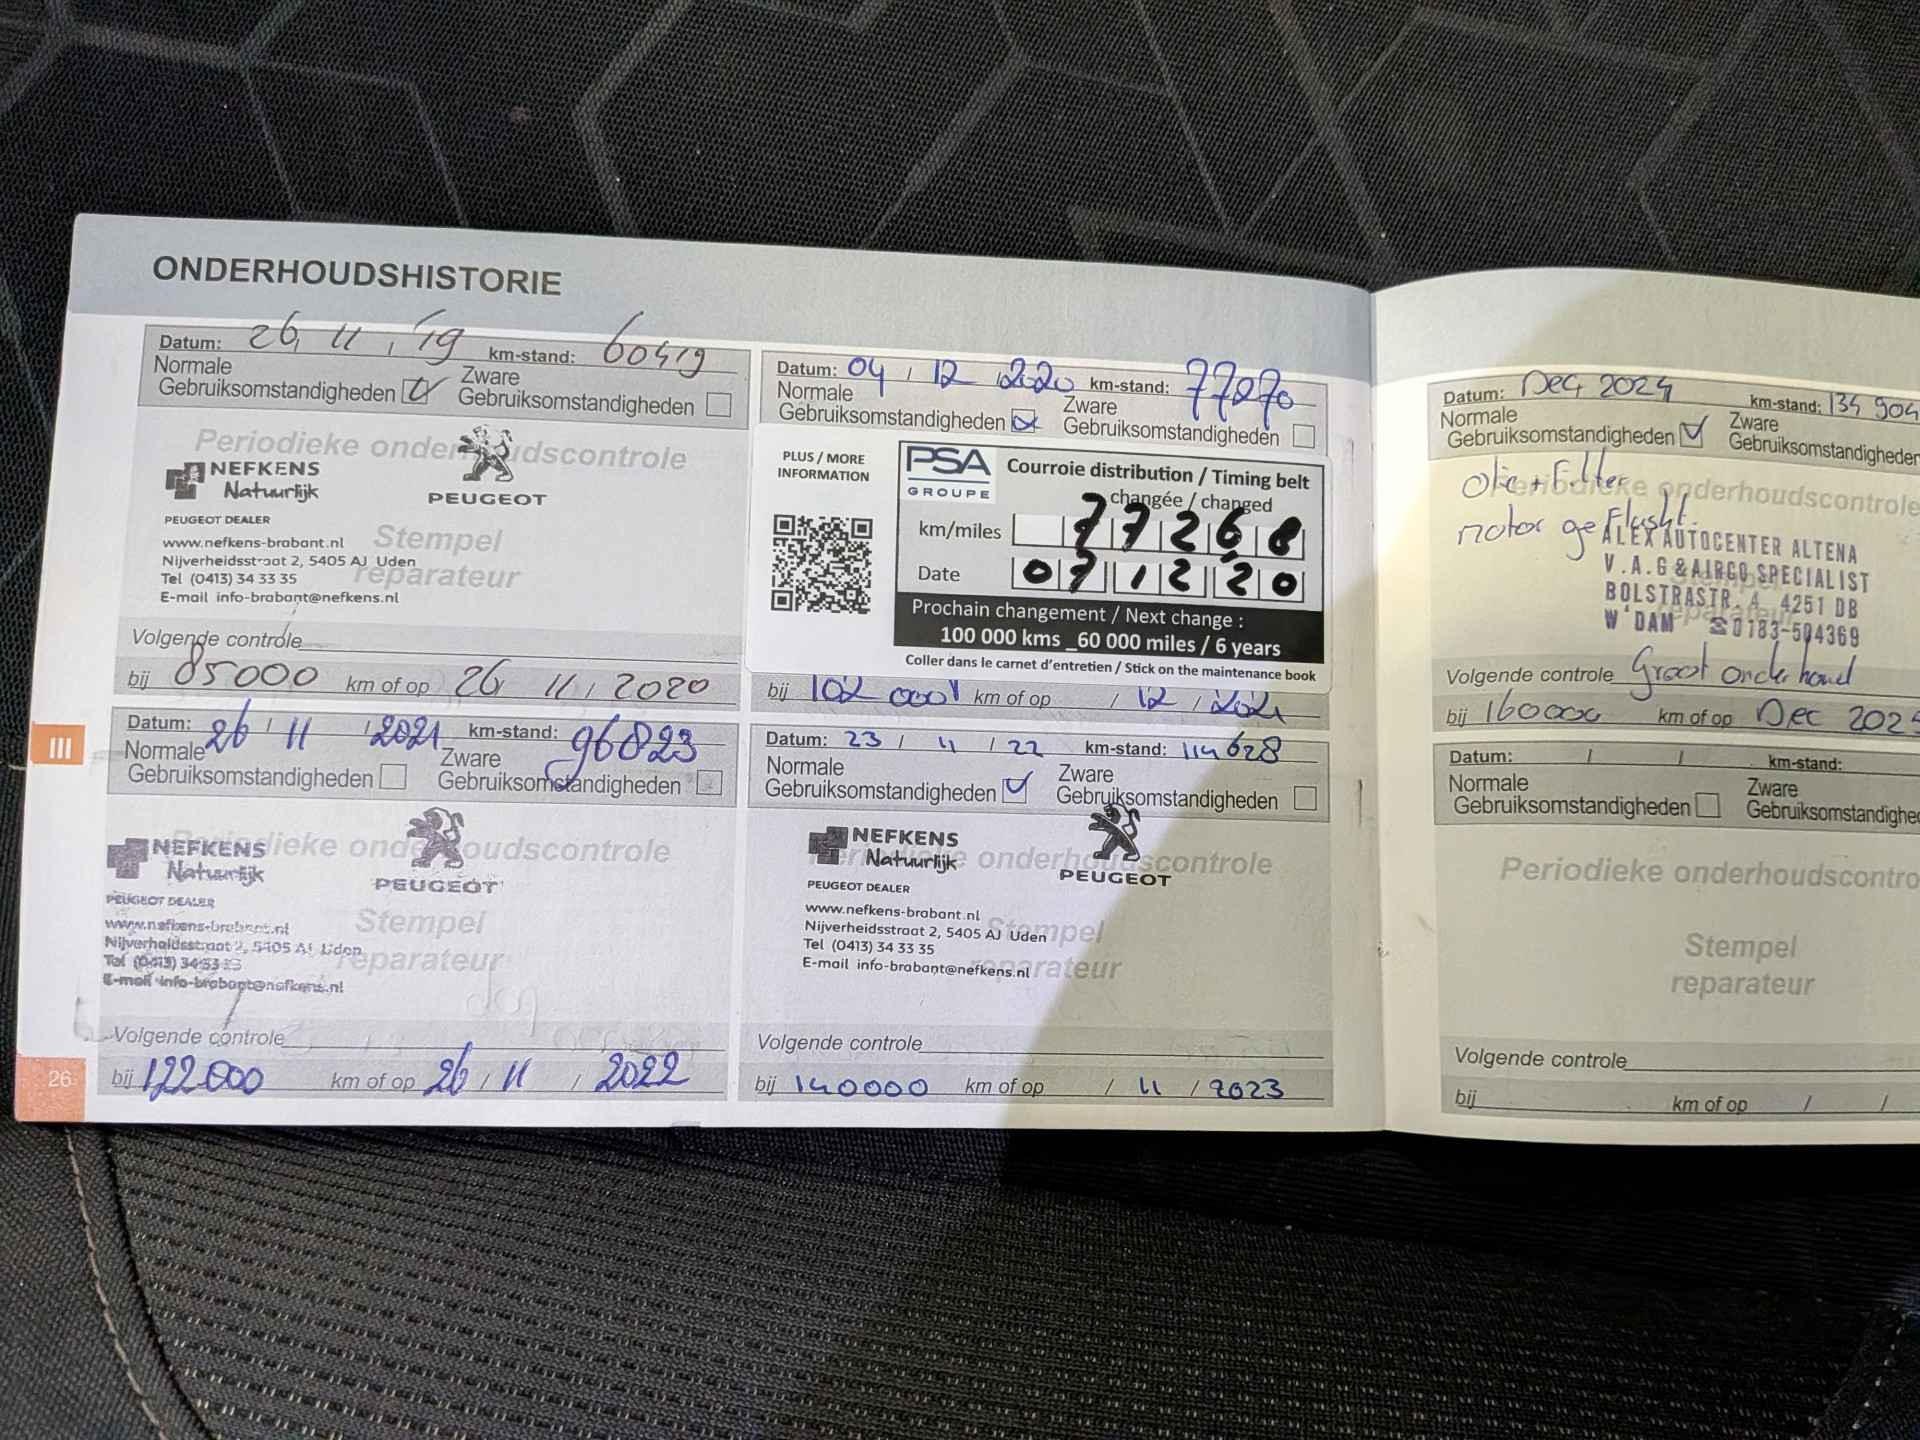 ONDERHOUDSHISTORIE
Datum: 26 / 11 / '19 km-stand: 60419
Normale Gebruiksomstandigheden Zware Gebruiksomstandigheden
Periodieke onderhoudscontrole
NEFKENS
Natuurlijk
PEUGEOT
PEUGEOT DEALER
www.nefkens-brabant.nl
Nijverheidsstraat 2, 5405 AJ Uden
Tel (0413) 34 33 35
E-mail info-brabant@nefkens.nl
Stempel
reparateur
Volgende controle
bij 85000 km of op 26 / 11 / 2020
Datum: 04 / 12 / 2020 km-stand: 77270
Normale Gebruiksomstandigheden Zware Gebruiksomstandigheden
PLUS / MORE
INFORMATION
PSA
GROUPE
Courroie distribution / Timing belt
changée / changed
km/miles 77268
Date 07 12 20
Prochain changement / Next change :
100 000 kms _60 000 miles / 6 years
Coller dans le carnet d'entretien / Stick on the maintenance book
bij 102 000 km of op / 12 / 2021
III
Datum: 26 / 11 / 2021 km-stand: 96823
Normale Gebruiksomstandigheden Zware Gebruiksomstandigheden
Periodieke onderhoudscontrole
NEFKENS
Natuurlijk
PEUGEOT
PEUGEOT DEALER
www.nefkens-brabant.nl
Nijverheidsstraat 2, 5405 AJ Uden
Tel (0413) 34 33 35
E-mail info-brabant@nefkens.nl
Stempel
reparateur
Volgende controle
bij 122000 km of op 26 / 11 / 2022
Datum: 23 / 11 / 22 km-stand: 114628
Normale Gebruiksomstandigheden Zware Gebruiksomstandigheden
Periodieke onderhoudscontrole
NEFKENS
Natuurlijk
PEUGEOT
PEUGEOT DEALER
www.nefkens-brabant.nl
Nijverheidsstraat 2, 5405 AJ Uden
Tel (0413) 34 33 35
E-mail info-brabant@nefkens.nl
Stempel
reparateur
Volgende controle
bij 140000 km of op / 11 / 2023
26
Datum: Dec 2024 km-stand: 134 904
Normale Gebruiksomstandigheden Zware Gebruiksomstandigheden
Periodieke onderhoudscontrole
Olie + Filter
motor geflusht.
ALEX AUTOCENTER ALTENA
V.A.G & AIRCO SPECIALIST
BOLSTRASTR. 4 4251 DB
W'DAM ☎0183-504369
Stempel
reparateur
Volgende controle Groot onderhoud
bij 160000 km of op Dec 2025
Datum: / / km-stand:
Normale Gebruiksomstandigheden Zware
Periodieke
Stempel
reparateur
Volgende controle
bij km of op / /